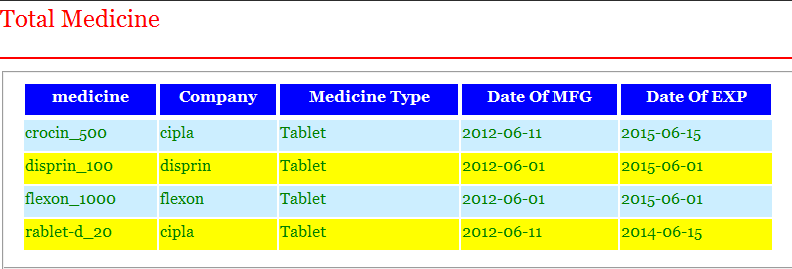 Total Medicine
medicine Company Medicine Type Date Of MFG Date Of EXP
crocin_500 cipla Tablet 2012-06-11 2015-06-15
disprin_100 disprin Tablet 2012-06-01 2015-06-01
flexon_1000 flexon Tablet 2012-06-01 2015-06-01
rablet-d_20 cipla Tablet 2012-06-11 2014-06-15